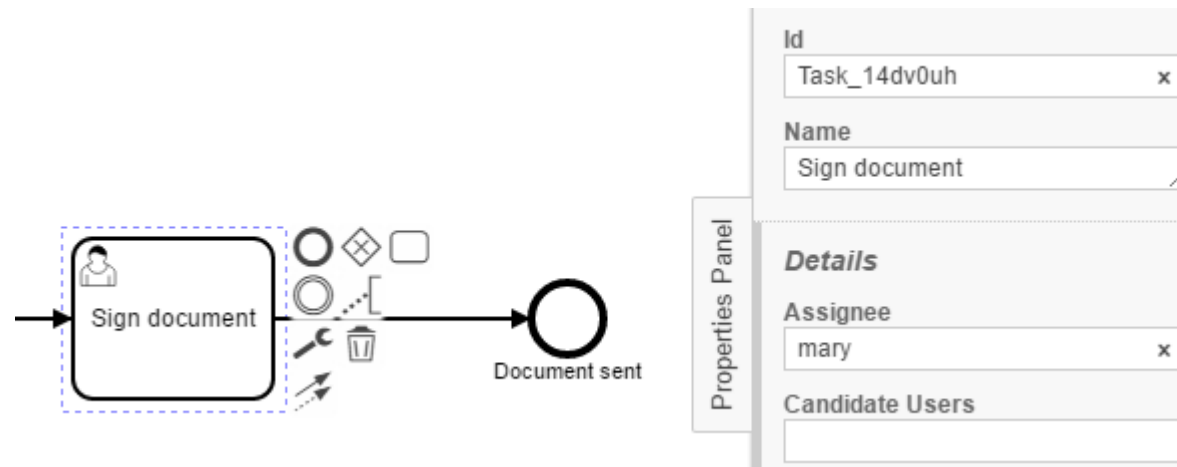 Sign document
Document sent
Properties Panel
Id
Task_14dv0uh
x
Name
Sign document
Details
Assignee
mary
x
Candidate Users